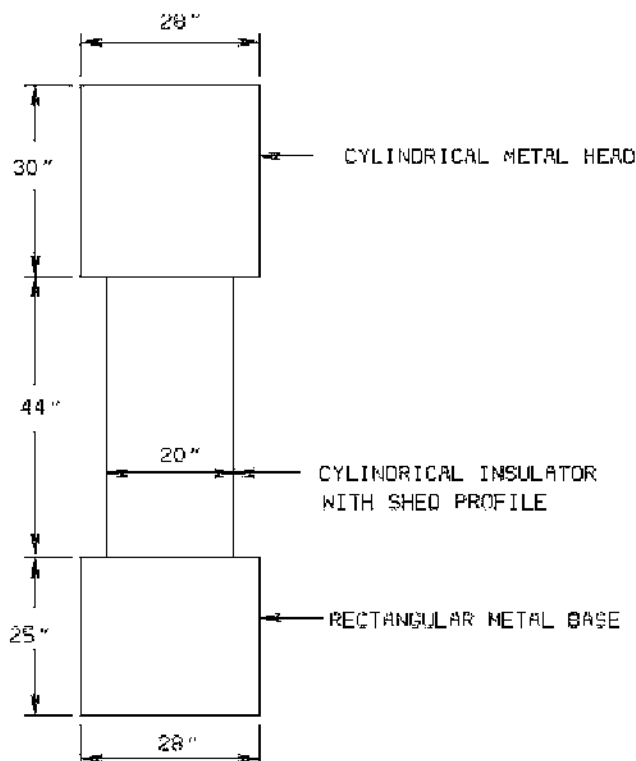 28"
30"
CYLINDRICAL METAL HEAD
44"
20"
CYLINDRICAL INSULATOR
WITH SHED PROFILE
RECTANGULAR METAL BASE
25"
28"